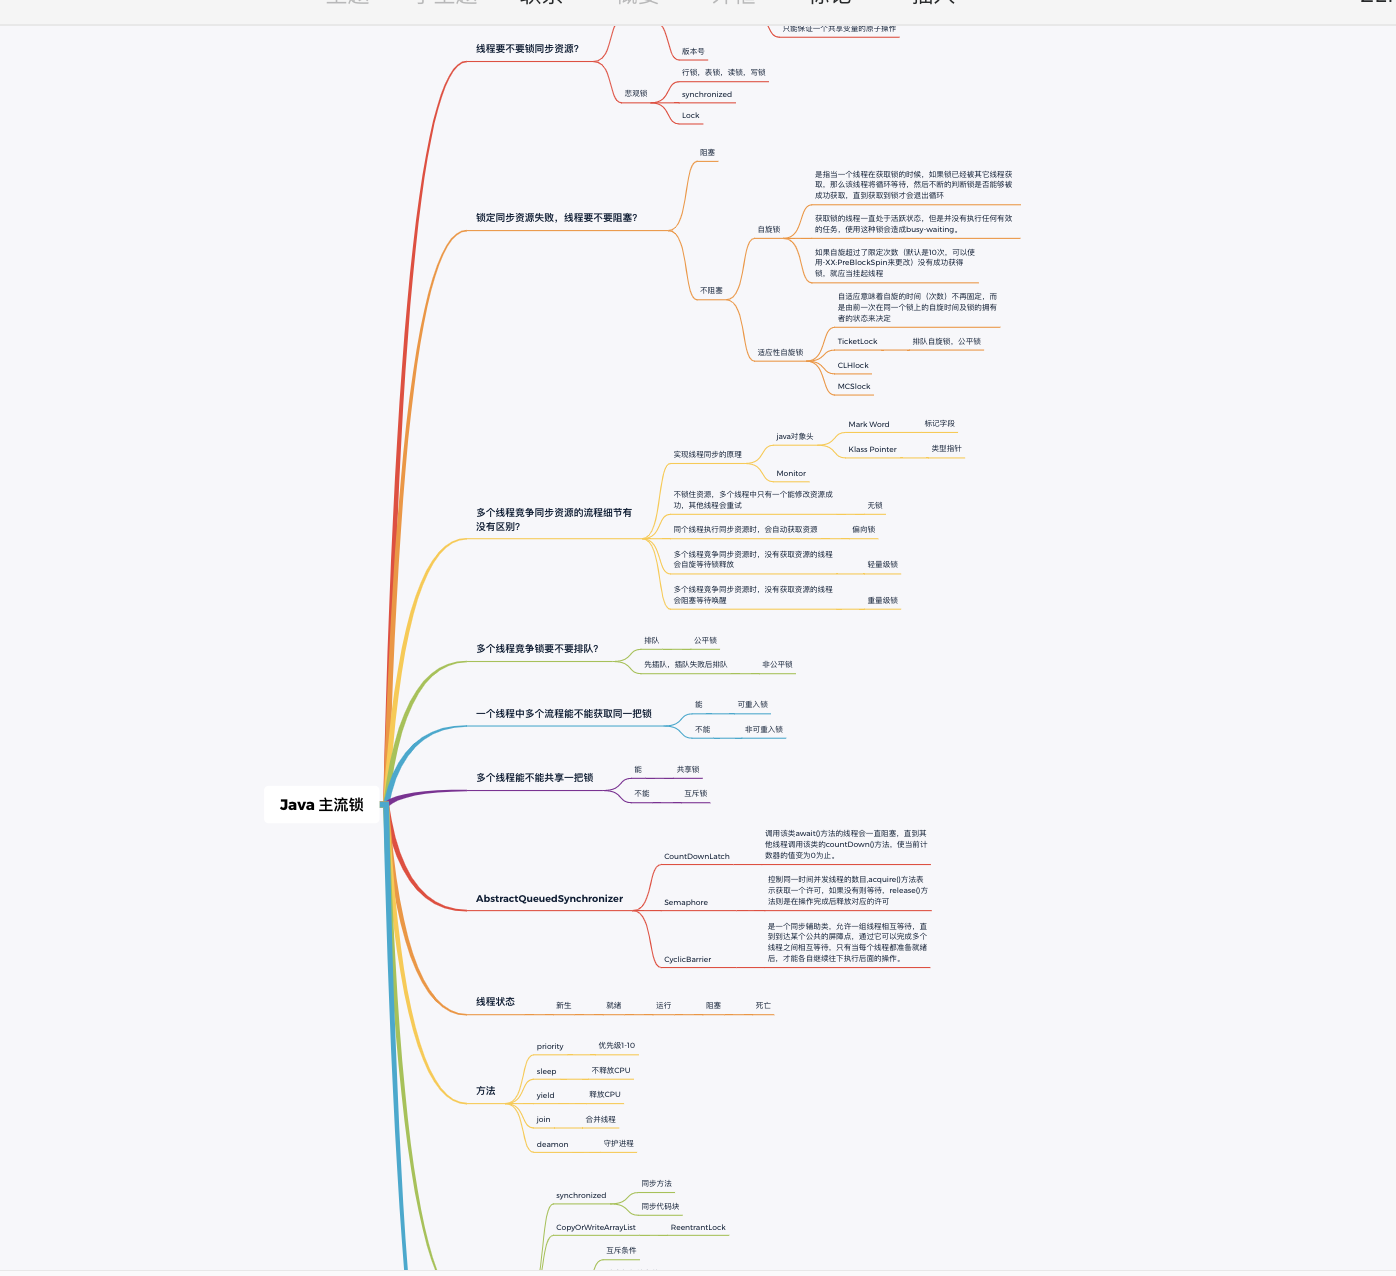 只能保证一个共享变量的原子操作
线程要不要锁同步资源？
版本号
行锁，表锁，读锁，写锁
悲观锁
synchronized
Lock
阻塞
是指当一个线程在获取锁的时候，如果锁已经被其它线程获
取，那么该线程将循环等待，然后不断的判断锁是否能够被
成功获取，直到获取到锁才会退出循环
锁定同步资源失败，线程要不要阻塞？
获取锁的线程一直处于活跃状态，但是并没有执行任何有效
的任务，使用这种锁会造成busy-waiting。
自旋锁
如果自旋超过了限定次数（默认是10次，可以使
用-XX:PreBlockSpin来更改）没有成功获得
锁，就应当挂起线程
不阻塞
自适应意味着自旋的时间（次数）不再固定，而
是由前一次在同一个锁上的自旋时间及锁的拥有
者的状态来决定
TicketLock 排队自旋锁，公平锁
适应性自旋锁
CLHlock
MCSlock
Mark Word 标记字段
java对象头
Klass Pointer 类型指针
实现线程同步的原理
Monitor
不锁住资源，多个线程中只有一个能修改资源成
功，其他线程会重试 无锁
多个线程竞争同步资源的流程细节有
没有区别？
同个线程执行同步资源时，会自动获取资源 偏向锁
多个线程竞争同步资源时，没有获取资源的线程
会自旋等待锁释放 轻量级锁
多个线程竞争同步资源时，没有获取资源的线程
会阻塞等待唤醒 重量级锁
排队 公平锁
多个线程竞争锁要不要排队？
先插队，插队失败后排队 非公平锁
能 可重入锁
一个线程中多个流程能不能获取同一把锁
不能 非可重入锁
能 共享锁
多个线程能不能共享一把锁
不能 互斥锁
Java 主流锁
调用该类await()方法的线程会一直阻塞，直到其
他线程调用该类的countDown()方法，使当前计
数器的值变为0为止。
CountDownLatch
控制同一时间并发线程的数目,acquire()方法表
示获取一个许可，如果没有则等待，release()方
法则是在操作完成后释放对应的许可
AbstractQueuedSynchronizer
Semaphore
是一个同步辅助类，允许一组线程相互等待，直
到到达某个公共的屏障点，通过它可以完成多个
线程之间相互等待，只有当每个线程都准备就绪
后，才能各自继续往下执行后面的操作。
CyclicBarrier
线程状态 新生 就绪 运行 阻塞 死亡
priority 优先级1-10
sleep 不释放CPU
方法
yield 释放CPU
join 合并线程
deamon 守护进程
同步方法
synchronized
同步代码块
CopyOrWriteArrayList ReentrantLock
互斥条件